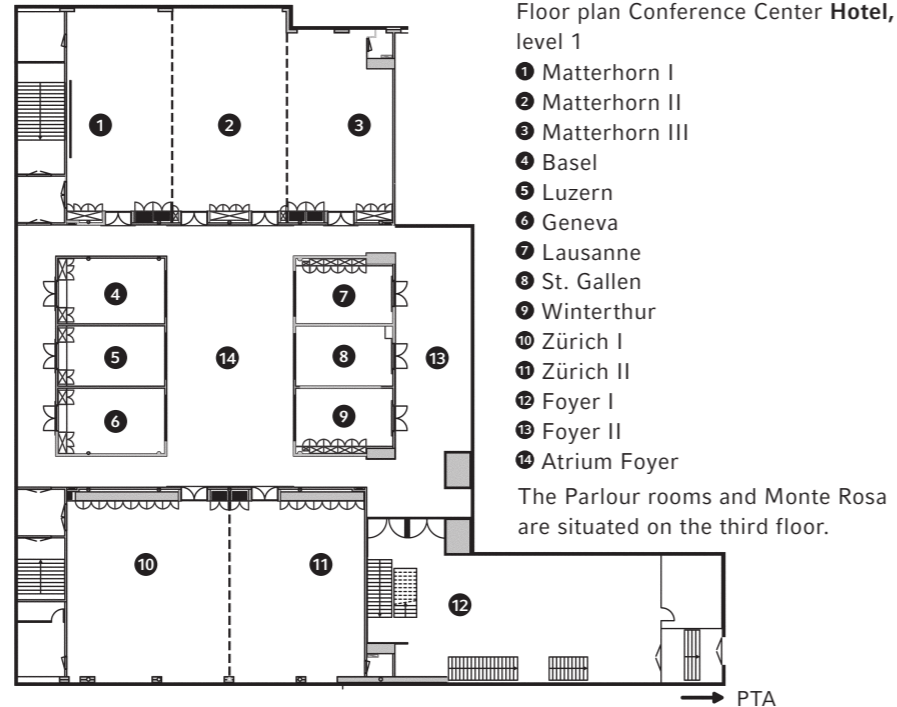 Floor plan Conference Center Hotel,
level 1
1 Matterhorn I
2 Matterhorn II
3 Matterhorn III
4 Basel
5 Luzern
6 Geneva
7 Lausanne
8 St. Gallen
9 Winterthur
10 Zürich I
11 Zürich II
12 Foyer I
13 Foyer II
14 Atrium Foyer
The Parlour rooms and Monte Rosa
are situated on the third floor.
1 2 3
4 7
5 14 8 13
6 9
10 11
12
PTA